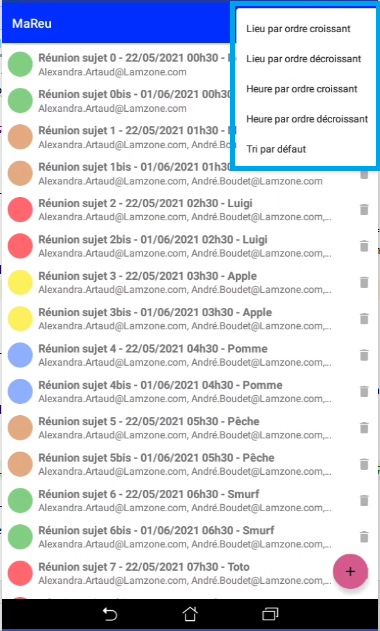 MaReu
Lieu par ordre croissant
Lieu par ordre décroissant
Heure par ordre croissant
Heure par ordre décroissant
Tri par défaut
Réunion sujet 0 - 22/05/2021 00h30 -
Alexandra.Artaud@Lamzone.com
Réunion sujet 0bis - 01/06/2021 00h30
Alexandra.Artaud@Lamzone.com
Réunion sujet 1 - 22/05/2021 01h30 -
Alexandra.Artaud@Lamzone.com, André.Boudet
Réunion sujet 1bis - 01/06/2021 01h30
Alexandra.Artaud@Lamzone.com, André.Boudet@Lamzone.com
Réunion sujet 2 - 22/05/2021 02h30 - Luigi
Alexandra.Artaud@Lamzone.com, André.Boudet@Lamzone.com,...
Réunion sujet 2bis - 01/06/2021 02h30 - Luigi
Alexandra.Artaud@Lamzone.com, André.Boudet@Lamzone.com,...
Réunion sujet 3 - 22/05/2021 03h30 - Apple
Alexandra.Artaud@Lamzone.com, André.Boudet@Lamzone.com,...
Réunion sujet 3bis - 01/06/2021 03h30 - Apple
Alexandra.Artaud@Lamzone.com, André.Boudet@Lamzone.com,...
Réunion sujet 4 - 22/05/2021 04h30 - Pomme
Alexandra.Artaud@Lamzone.com, André.Boudet@Lamzone.com,...
Réunion sujet 4bis - 01/06/2021 04h30 - Pomme
Alexandra.Artaud@Lamzone.com, André.Boudet@Lamzone.com,...
Réunion sujet 5 - 22/05/2021 05h30 - Pêche
Alexandra.Artaud@Lamzone.com, André.Boudet@Lamzone.com,...
Réunion sujet 5bis - 01/06/2021 05h30 - Pêche
Alexandra.Artaud@Lamzone.com, André.Boudet@Lamzone.com,...
Réunion sujet 6 - 22/05/2021 06h30 - Smurf
Alexandra.Artaud@Lamzone.com, André.Boudet@Lamzone.com,...
Réunion sujet 6bis - 01/06/2021 06h30 - Smurf
Alexandra.Artaud@Lamzone.com, André.Boudet@Lamzone.com,...
Réunion sujet 7 - 22/05/2021 07h30 - Toto
Alexandra.Artaud@Lamzone.com, André.Boudet@Lamzone.com,...